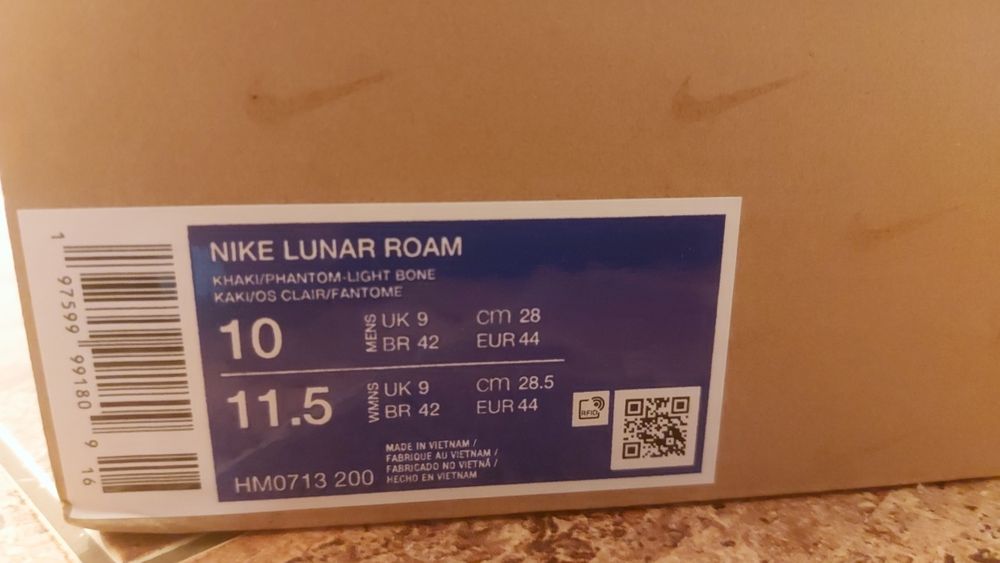 NIKE LUNAR ROAM
KHAKI/PHANTOM-LIGHT BONE
KAKI/OS CLAIR/FANTOME
10
MENS
UK 9
cm 28
BR 42
EUR 44
11.5
WMNS
UK 9
cm 28.5
BR 42
EUR 44
RFID
MADE IN VIETNAM /
FABRIQUE AU VIETNAM /
FABRICADO NO VIETNÃ /
HECHO EN VIETNAM
HM0713 200
1 97599 99180 9 16